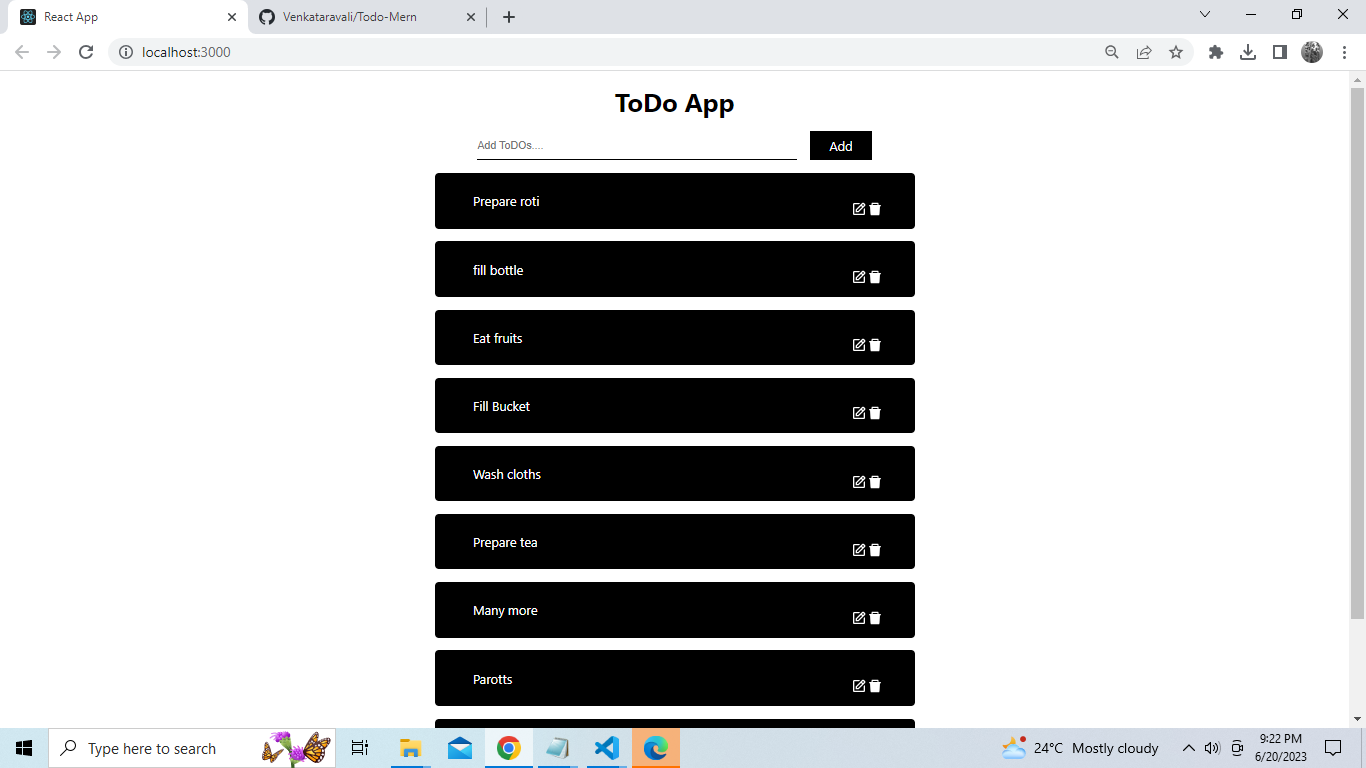 React App
Venkataravali/Todo-Mern
localhost:3000
ToDo App
Add ToDOs....
Add
Prepare roti
fill bottle
Eat fruits
Fill Bucket
Wash cloths
Prepare tea
Many more
Parotts
Type here to search
24°C Mostly cloudy
9:22 PM
6/20/2023